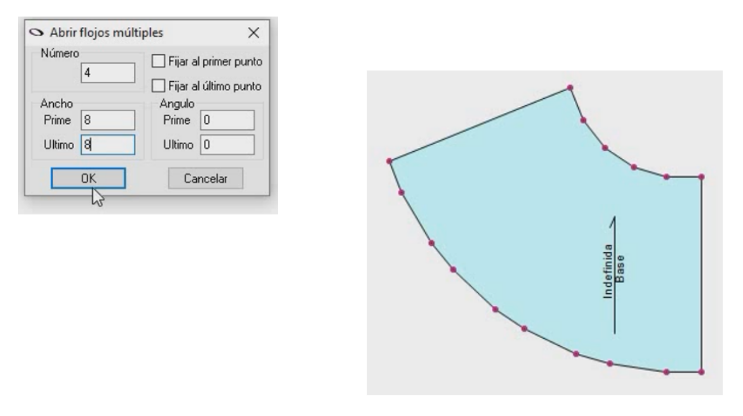 Abrir flojos múltiples
Número
4
Fijar al primer punto
Fijar al último punto
Ancho
Prime 8
Ultimo 8
Angulo
Prime 0
Ultimo 0
OK
Cancelar
Indefinida
Base